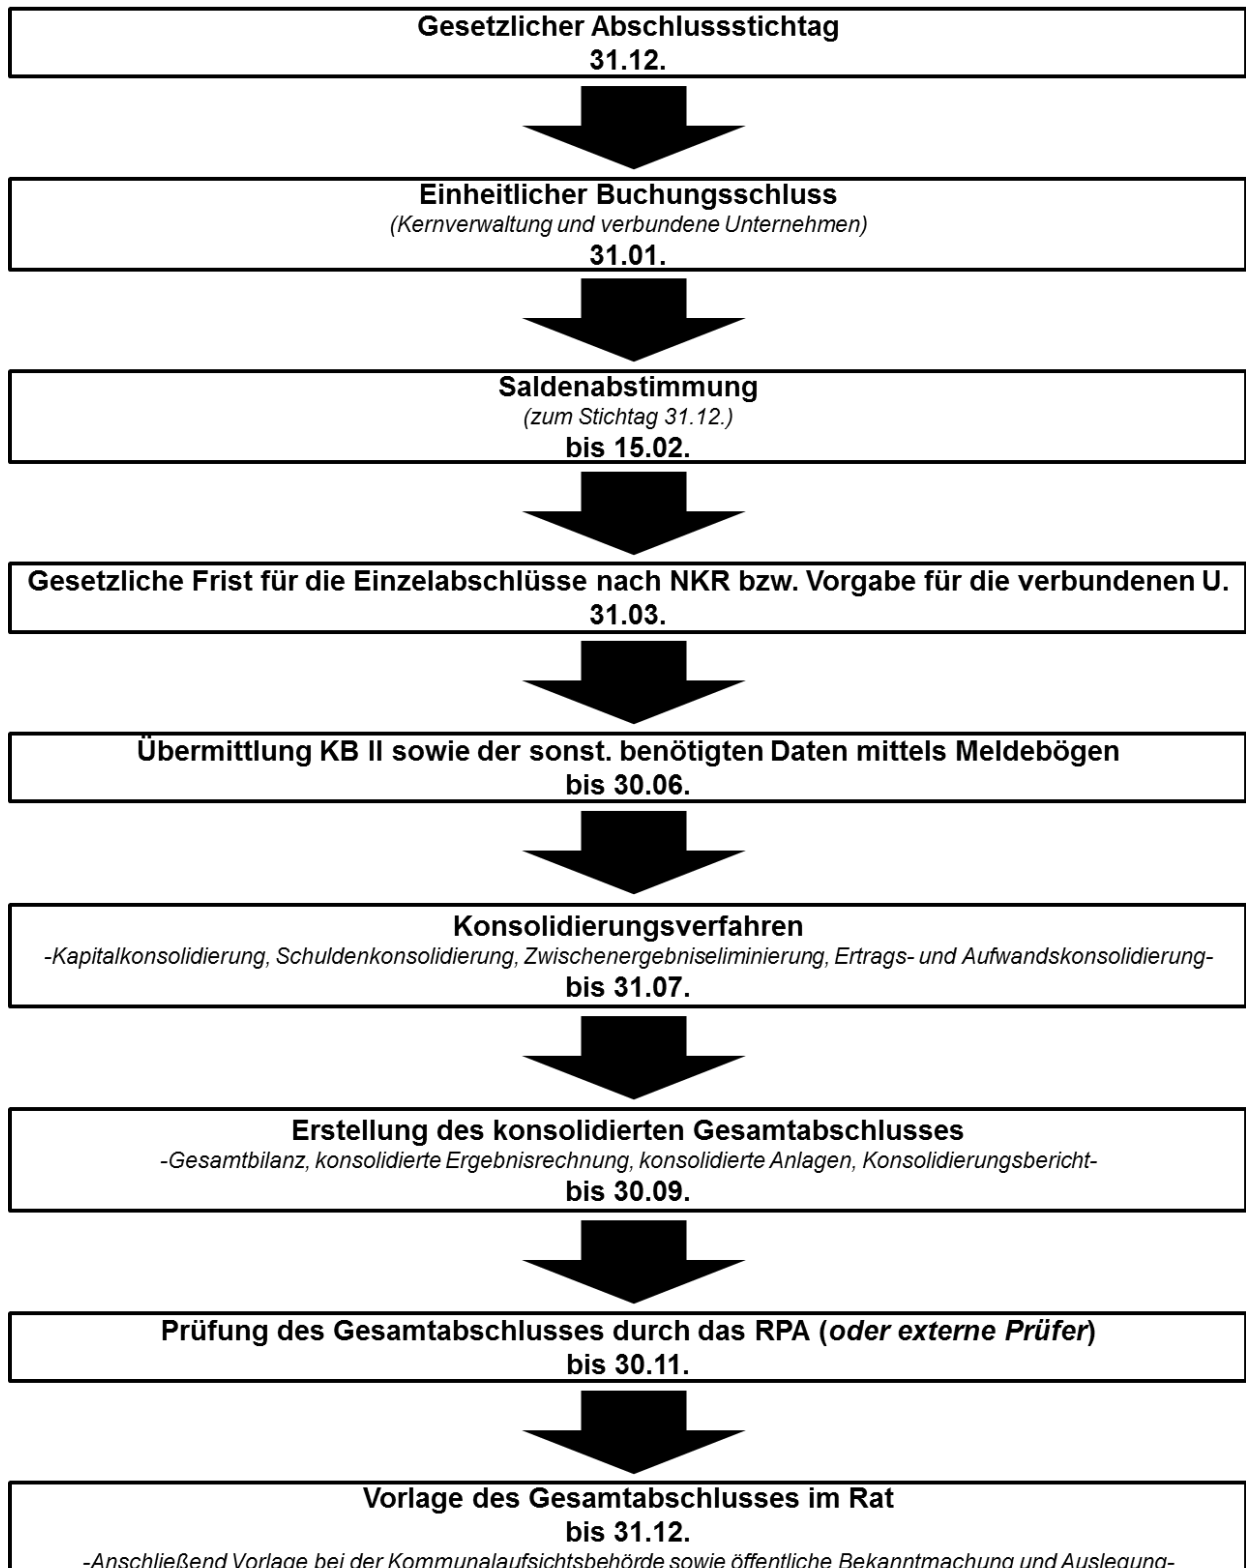 Gesetzlicher Abschlussstichtag
31.12.
Einheitlicher Buchungsschluss
(Kernverwaltung und verbundene Unternehmen)
31.01.
Saldenabstimmung
(zum Stichtag 31.12.)
bis 15.02.
Gesetzliche Frist für die Einzelabschlüsse nach NKR bzw. Vorgabe für die verbundenen U.
31.03.
Übermittlung KB II sowie der sonst. benötigten Daten mittels Meldebögen
bis 30.06.
Konsolidierungsverfahren
-Kapitalkonsolidierung, Schuldenkonsolidierung, Zwischenergebniseliminierung, Ertrags- und Aufwandskonsolidierung-
bis 31.07.
Erstellung des konsolidierten Gesamtabschlusses
-Gesamtbilanz, konsolidierte Ergebnisrechnung, konsolidierte Anlagen, Konsolidierungsbericht-
bis 30.09.
Prüfung des Gesamtabschlusses durch das RPA (oder externe Prüfer)
bis 30.11.
Vorlage des Gesamtabschlusses im Rat
bis 31.12.
-Anschließend Vorlage bei der Kommunalaufsichtsbehörde sowie öffentliche Bekanntmachung und Auslegung-